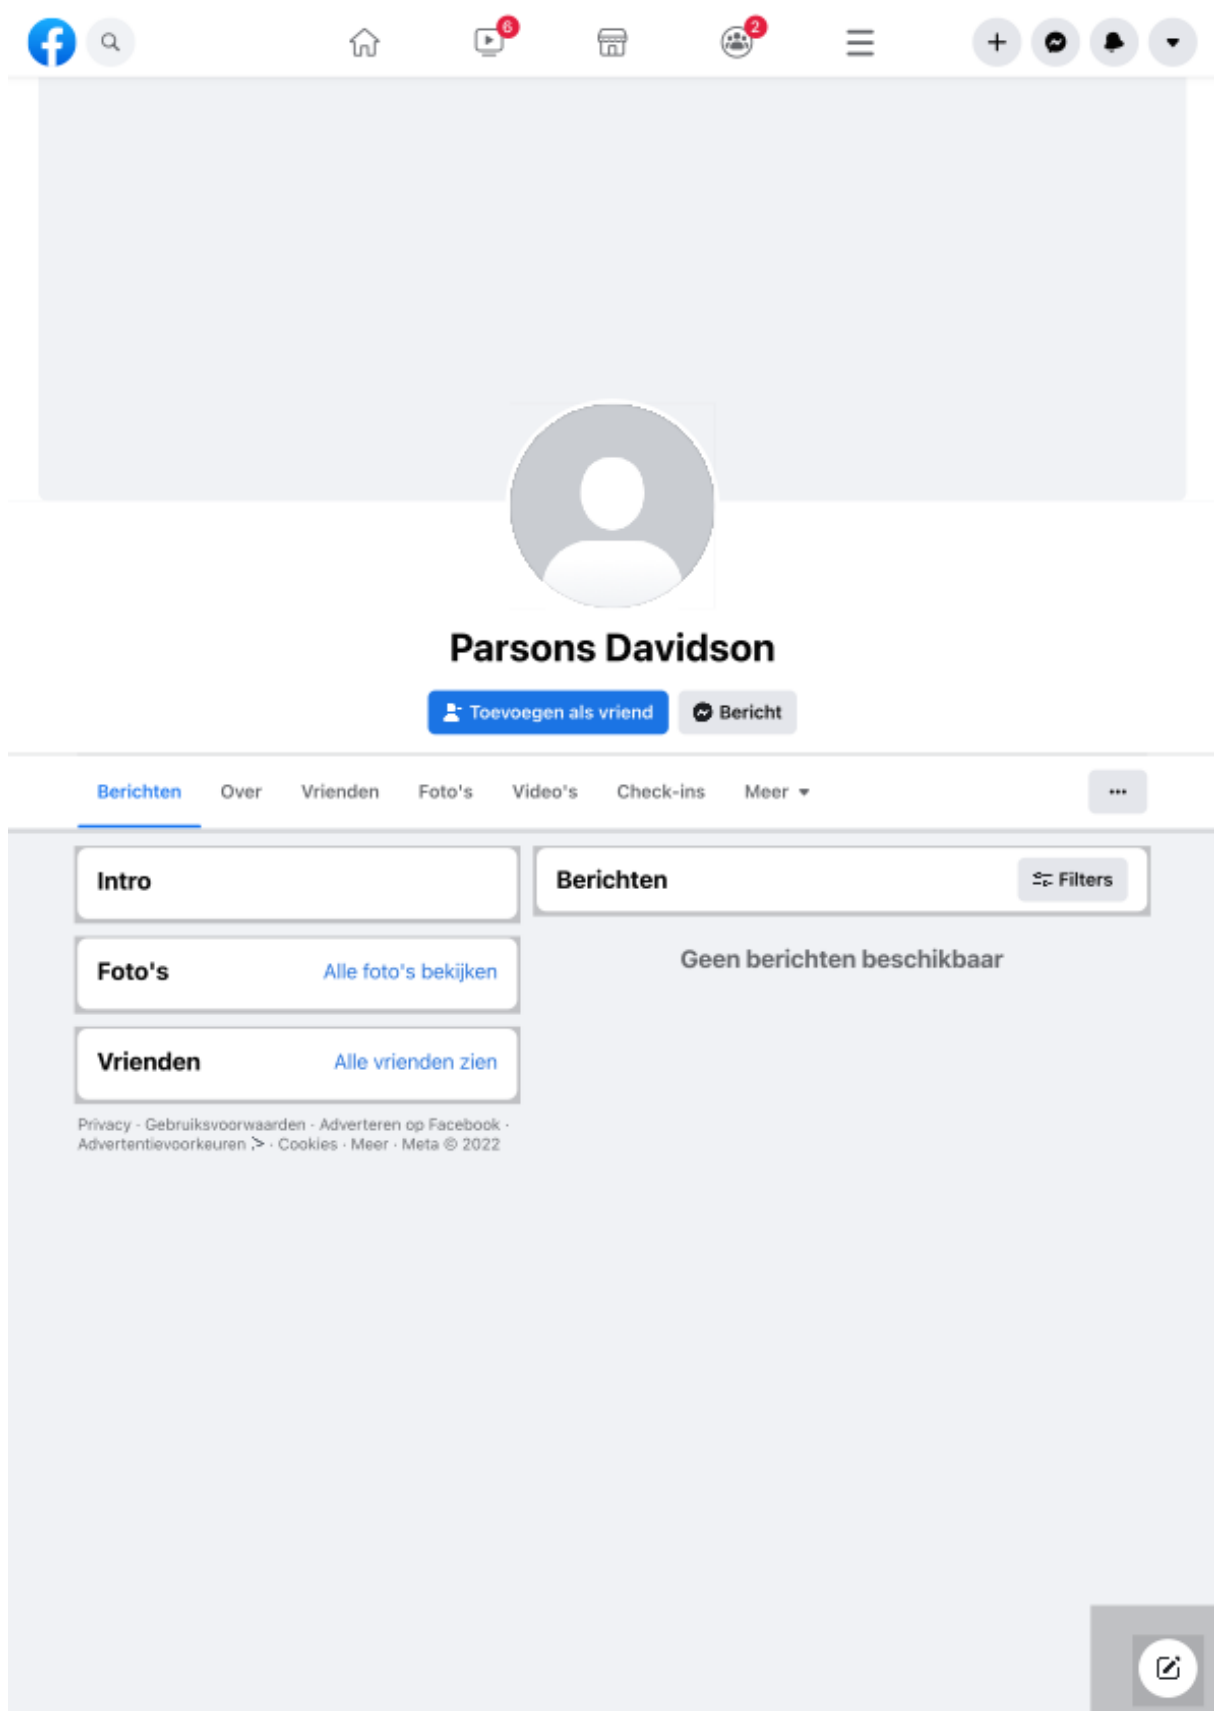 6
2
Parsons Davidson
Toevoegen als vriend
Bericht
Berichten Over Vrienden Foto's Video's Check-ins Meer
Intro
Foto's Alle foto's bekijken
Vrienden Alle vrienden zien
Privacy · Gebruiksvoorwaarden · Adverteren op Facebook ·
Advertentievoorkeuren · Cookies · Meer · Meta © 2022
Berichten Filters
Geen berichten beschikbaar